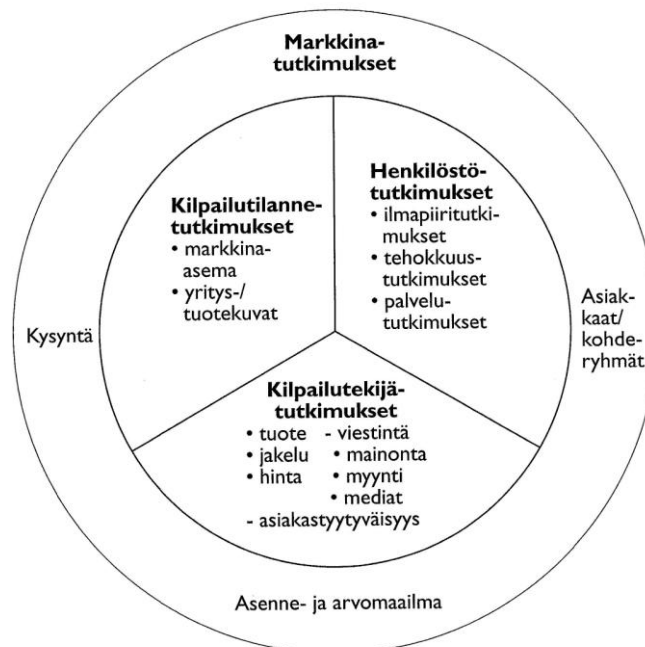 Markkina-
tutkimukset
Kilpailutilanne-
tutkimukset
• markkina-
asema
• yritys-/
tuotekuvat
Henkilöstö-
tutkimukset
• ilmapiiritutki-
mukset
• tehokkuus-
tutkimukset
• palvelu-
tutkimukset
Kysyntä
Asiak-
kaat/
kohde-
ryhmät
Kilpailutekijä-
tutkimukset
• tuote - viestintä
• jakelu • mainonta
• hinta • myynti
• mediat
- asiakastyytyväisyys
Asenne- ja arvomaailma